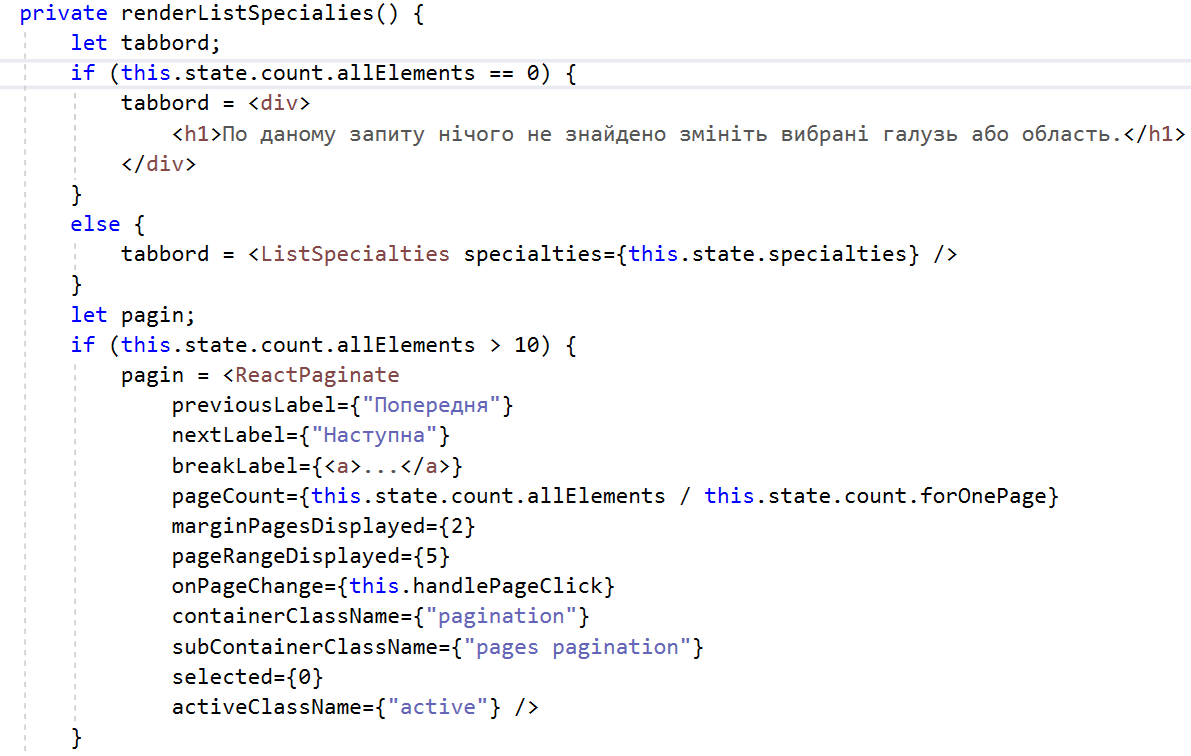 private renderListSpecialies() {
let tabbord;
if (this.state.count.allElements == 0) {
tabbord = <div>
<h1>По даному запиту нічого не знайдено змініть вибрані галузь або область.</h1>
</div>
}
else {
tabbord = <ListSpecialties specialties={this.state.specialties} />
}
let pagin;
if (this.state.count.allElements > 10) {
pagin = <ReactPaginate
previousLabel={"Попередня"}
nextLabel={"Наступна"}
breakLabel={<a>...</a>}
pageCount={this.state.count.allElements / this.state.count.forOnePage}
marginPagesDisplayed={2}
pageRangeDisplayed={5}
onPageChange={this.handlePageClick}
containerClassName={"pagination"}
subContainerClassName={"pages pagination"}
selected={0}
activeClassName={"active"} />
}